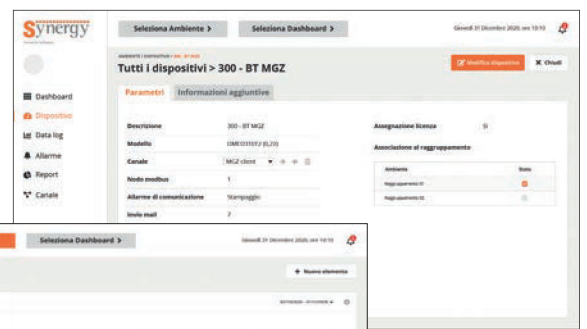 Synergy
Seleziona Ambiente >
Seleziona Dashboard >
Giovedì 31 Dicembre 2020, ore 10:10
Tutti i dispositivi > 300 - BT MGZ
Modifica dispositivo
X Chiudi
Parametri
Informazioni aggiuntive
Dashboard
Dispositivo
Data log
Allarme
Report
Canale
Descrizione
300 - BT MGZ
Modello
Canale
MGZ client
Nodo modbus
1
Allarme di comunicazione
Stampaggio
Invio mail
7
Assegnazione licenza
SI
Associazione al raggruppamento
Ambiente
Stato
Raggruppamento 01
Raggruppamento 02
Seleziona Dashboard >
Giovedì 31 Dicembre 2020, ore 10:10
+ Nuovo elemento